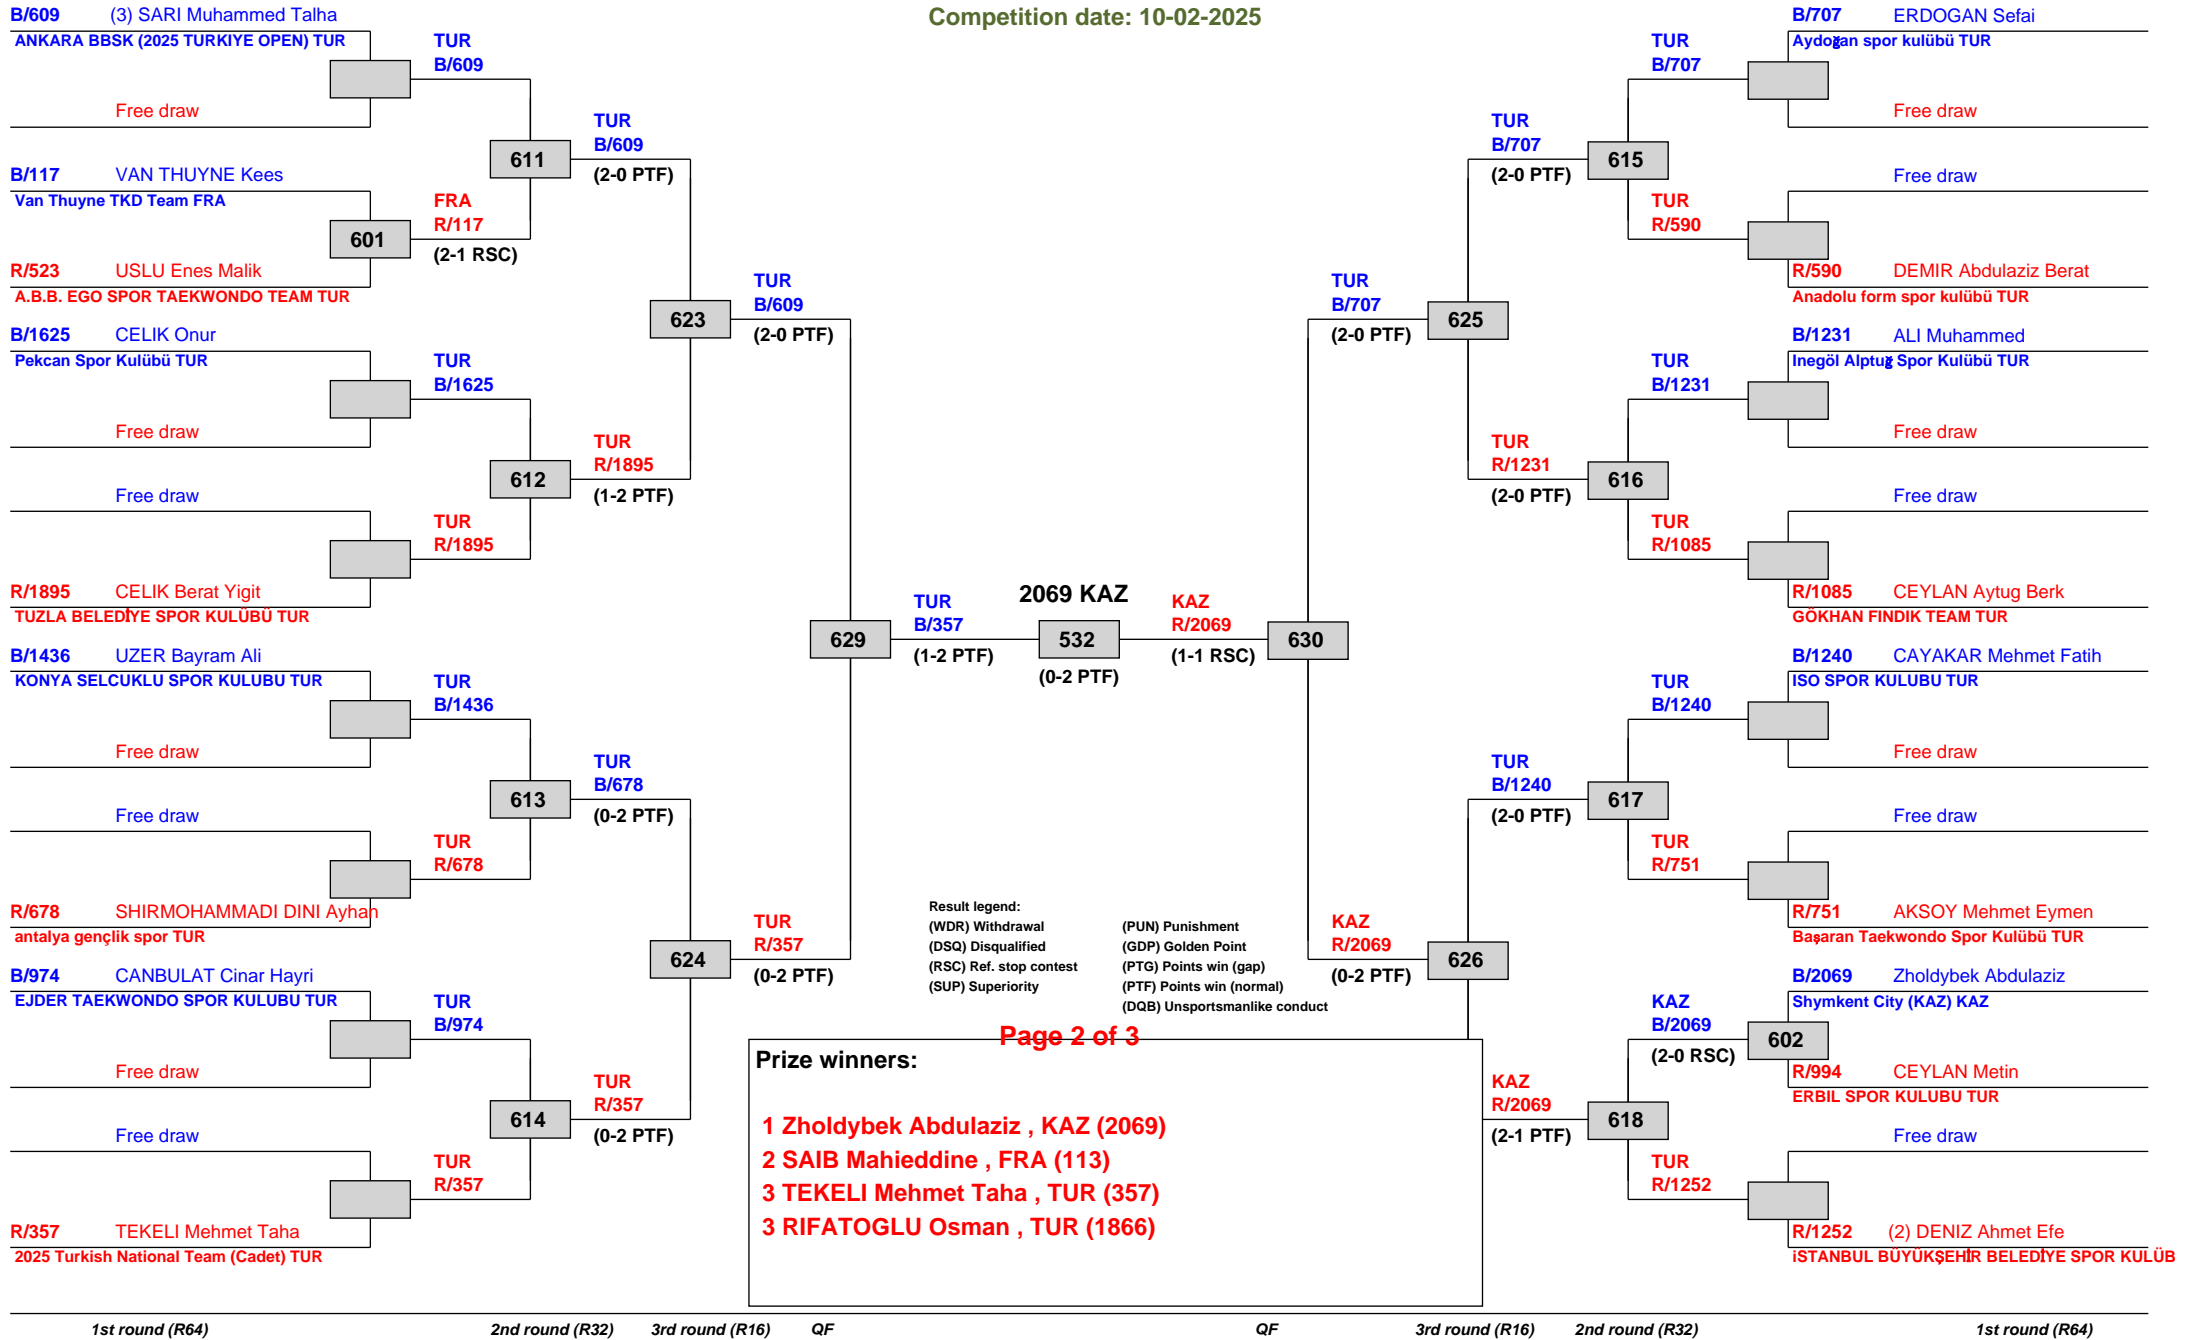 Competition date: 10-02-2025
B/609 (3) SARI Muhammed Talha
ANKARA BBSK (2025 TURKIYE OPEN) TUR
Free draw
B/117 VAN THUYNE Kees
Van Thuyne TKD Team FRA
601
R/523 USLU Enes Malik
A.B.B. EGO SPOR TAEKWONDO TEAM TUR
B/1625 CELIK Onur
Pekcan Spor Kulübü TUR
Free draw
Free draw
R/1895 CELIK Berat Yigit
TUZLA BELEDİYE SPOR KULÜBÜ TUR
B/1436 UZER Bayram Ali
KONYA SELCUKLU SPOR KULUBU TUR
Free draw
Free draw
R/678 SHIRMOHAMMADI DINI Ayhan
antalya gençlik spor TUR
B/974 CANBULAT Cinar Hayri
EJDER TAEKWONDO SPOR KULUBU TUR
Free draw
Free draw
R/357 TEKELI Mehmet Taha
2025 Turkish National Team (Cadet) TUR
TUR
B/609
611
FRA
R/117
(2-1 RSC)
TUR
B/1625
612
TUR
R/1895
TUR
B/1436
613
TUR
R/678
TUR
B/974
614
TUR
R/357
TUR
B/609
(2-0 PTF)
623
TUR
R/1895
(1-2 PTF)
TUR
B/678
(0-2 PTF)
624
TUR
R/357
(0-2 PTF)
TUR
B/609
(2-0 PTF)
629
TUR
R/357
(0-2 PTF)
TUR
B/357
(1-2 PTF)
2069 KAZ
532
(0-2 PTF)
KAZ
R/2069
(1-1 RSC)
630
TUR
B/707
(2-0 PTF)
625
KAZ
R/2069
(0-2 PTF)
626
TUR
B/707
(2-0 PTF)
615
TUR
R/1231
(2-0 PTF)
616
TUR
B/1240
(2-0 PTF)
617
KAZ
R/2069
(2-1 PTF)
618
TUR
B/707
TUR
R/590
TUR
B/1231
TUR
R/1085
TUR
B/1240
TUR
R/751
KAZ
B/2069
(2-0 RSC)
602
TUR
R/1252
B/707 ERDOGAN Sefai
Aydoğan spor kulübü TUR
Free draw
Free draw
R/590 DEMIR Abdulaziz Berat
Anadolu form spor kulübü TUR
B/1231 ALI Muhammed
Inegöl Alptuğ Spor Kulübü TUR
Free draw
Free draw
R/1085 CEYLAN Aytug Berk
GÖKHAN FINDIK TEAM TUR
B/1240 CAYAKAR Mehmet Fatih
ISO SPOR KULUBU TUR
Free draw
Free draw
R/751 AKSOY Mehmet Eymen
Başaran Taekwondo Spor Kulübü TUR
B/2069 Zholdybek Abdulaziz
Shymkent City (KAZ) KAZ
R/994 CEYLAN Metin
ERBIL SPOR KULUBU TUR
Free draw
R/1252 (2) DENIZ Ahmet Efe
iSTANBUL BÜYÜKŞEHİR BELEDİYE SPOR KULÜB
Result legend:
(WDR) Withdrawal
(DSQ) Disqualified
(RSC) Ref. stop contest
(SUP) Superiority
(PUN) Punishment
(GDP) Golden Point
(PTG) Points win (gap)
(PTF) Points win (normal)
(DQB) Unsportsmanlike conduct
Page 2 of 3
Prize winners:
1 Zholdybek Abdulaziz , KAZ (2069)
2 SAIB Mahieddine , FRA (113)
3 TEKELI Mehmet Taha , TUR (357)
3 RIFATOGLU Osman , TUR (1866)
1st round (R64) 2nd round (R32) 3rd round (R16) QF QF 3rd round (R16) 2nd round (R32) 1st round (R64)